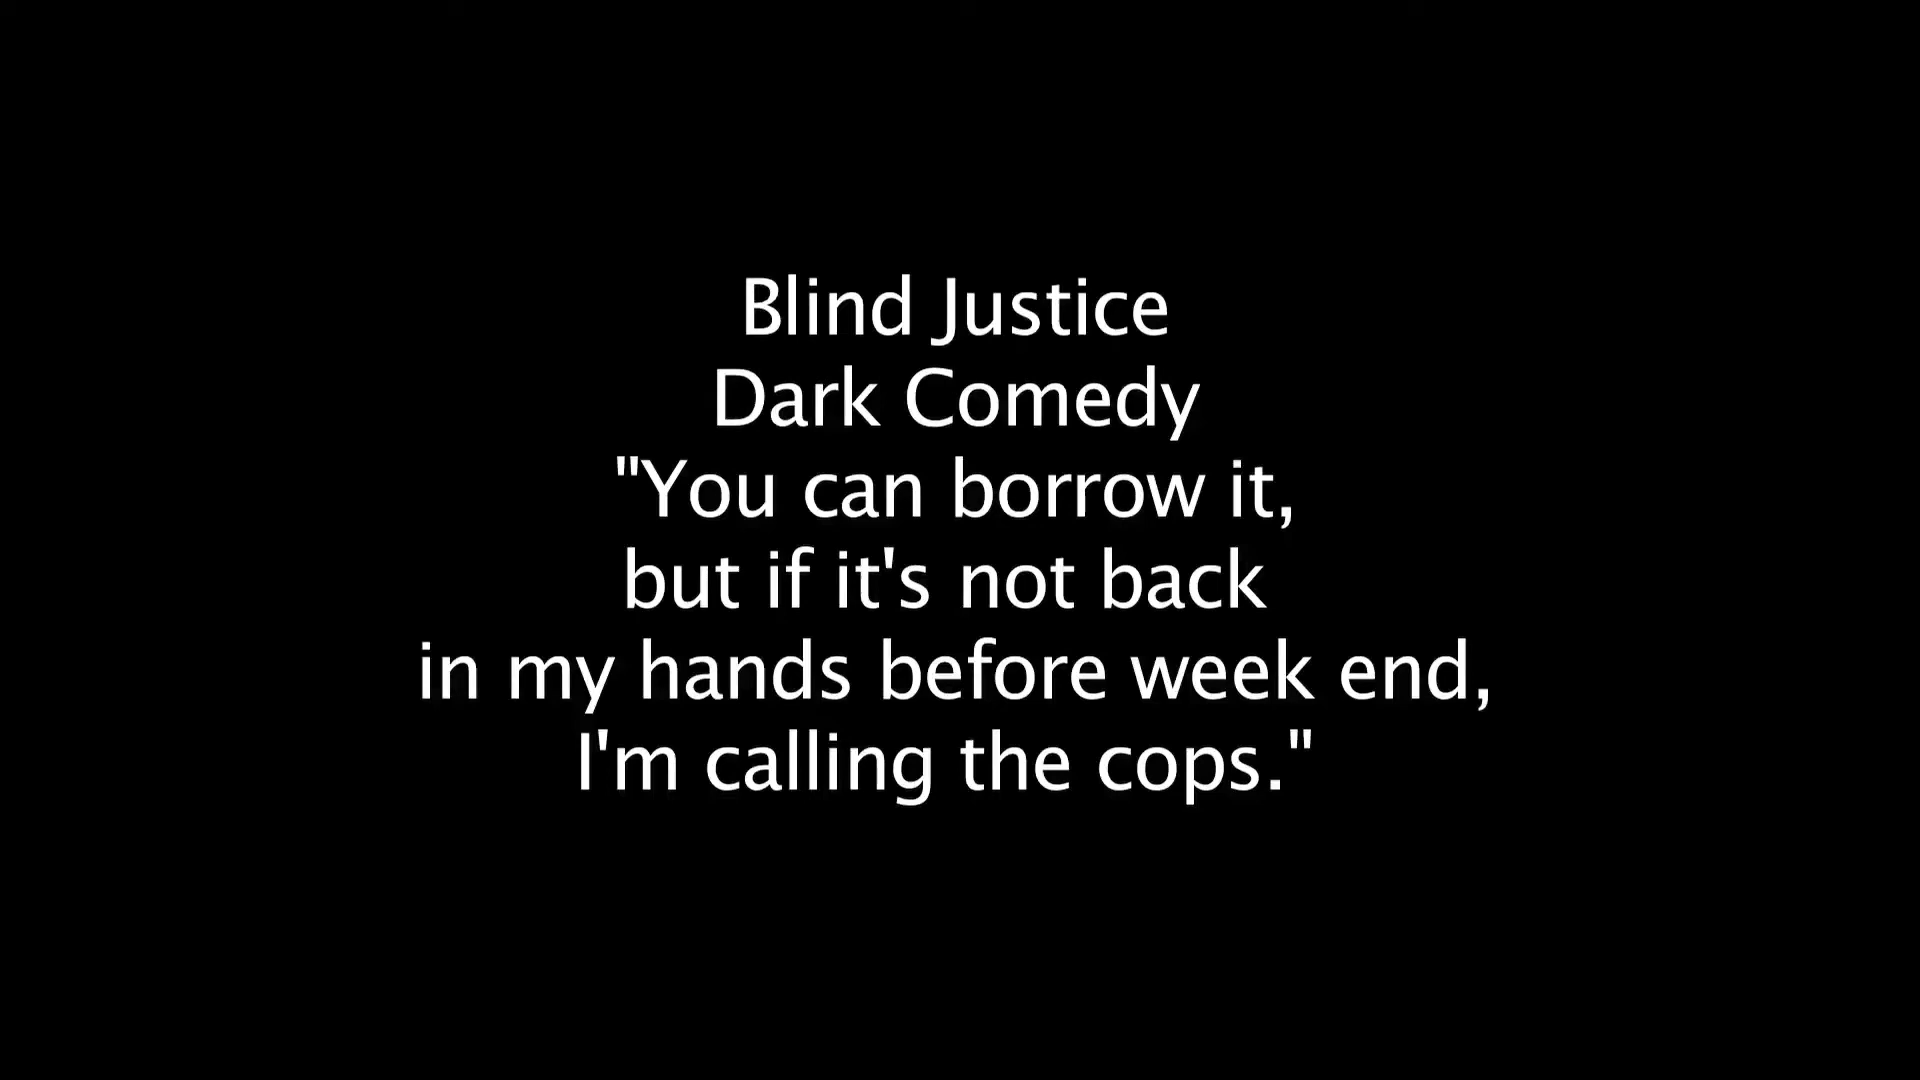 Blind Justice
Dark Comedy
"You can borrow it,
but if it's not back
in my hands before week end,
I'm calling the cops."